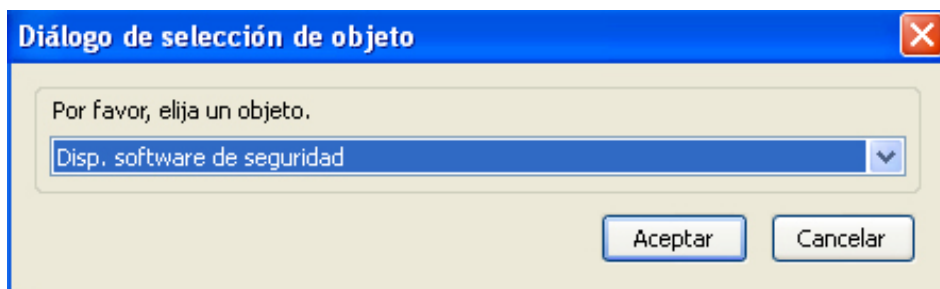 Diálogo de selección de objeto
Por favor, elija un objeto.
Disp. software de seguridad
Aceptar
Cancelar